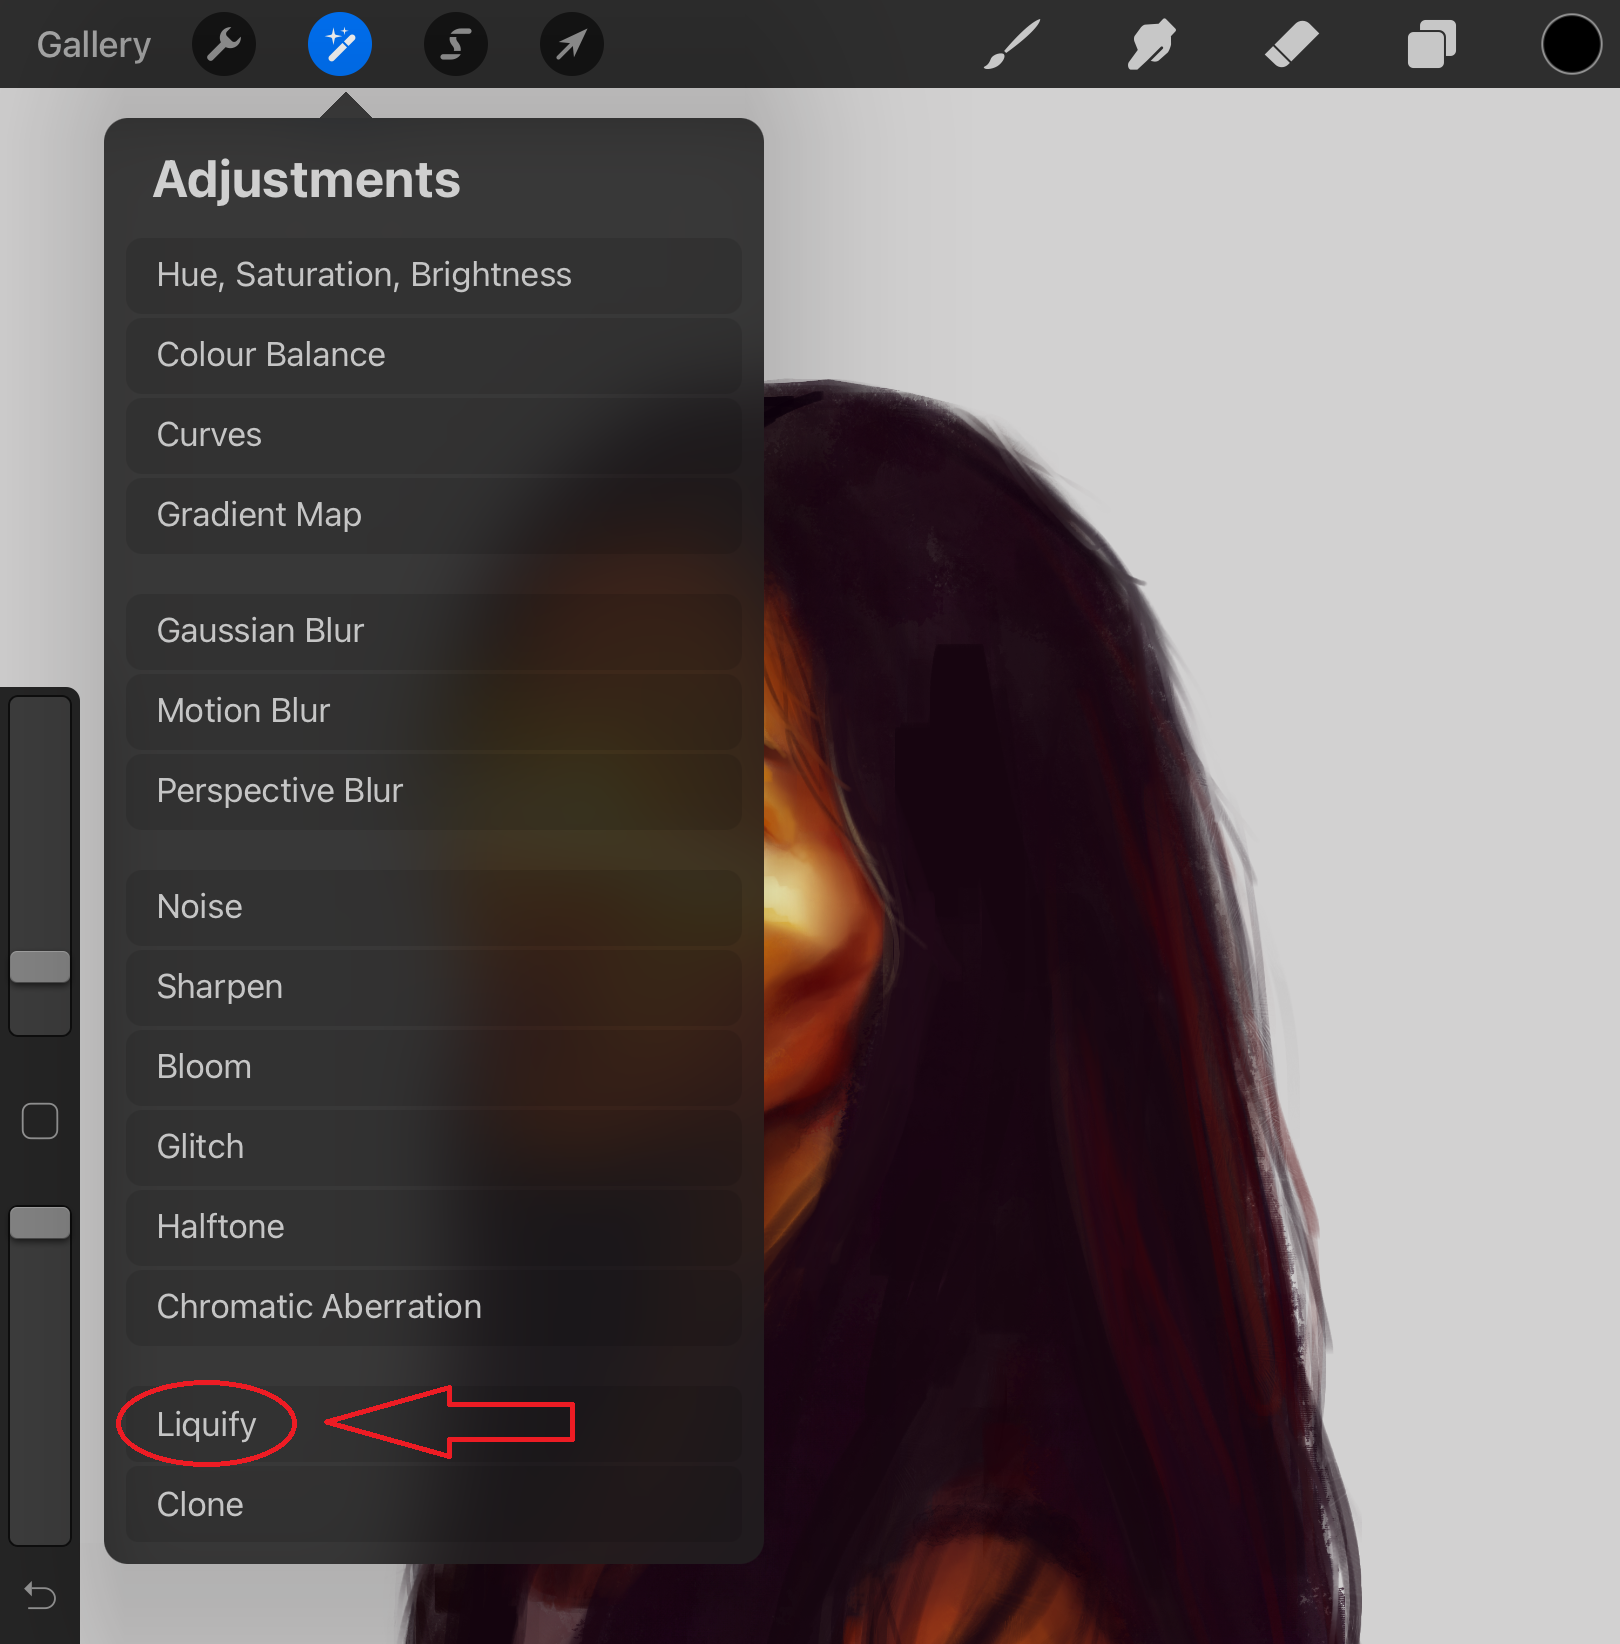 Gallery
Adjustments
Hue, Saturation, Brightness
Colour Balance
Curves
Gradient Map
Gaussian Blur
Motion Blur
Perspective Blur
Noise
Sharpen
Bloom
Glitch
Halftone
Chromatic Aberration
Liquify
Clone